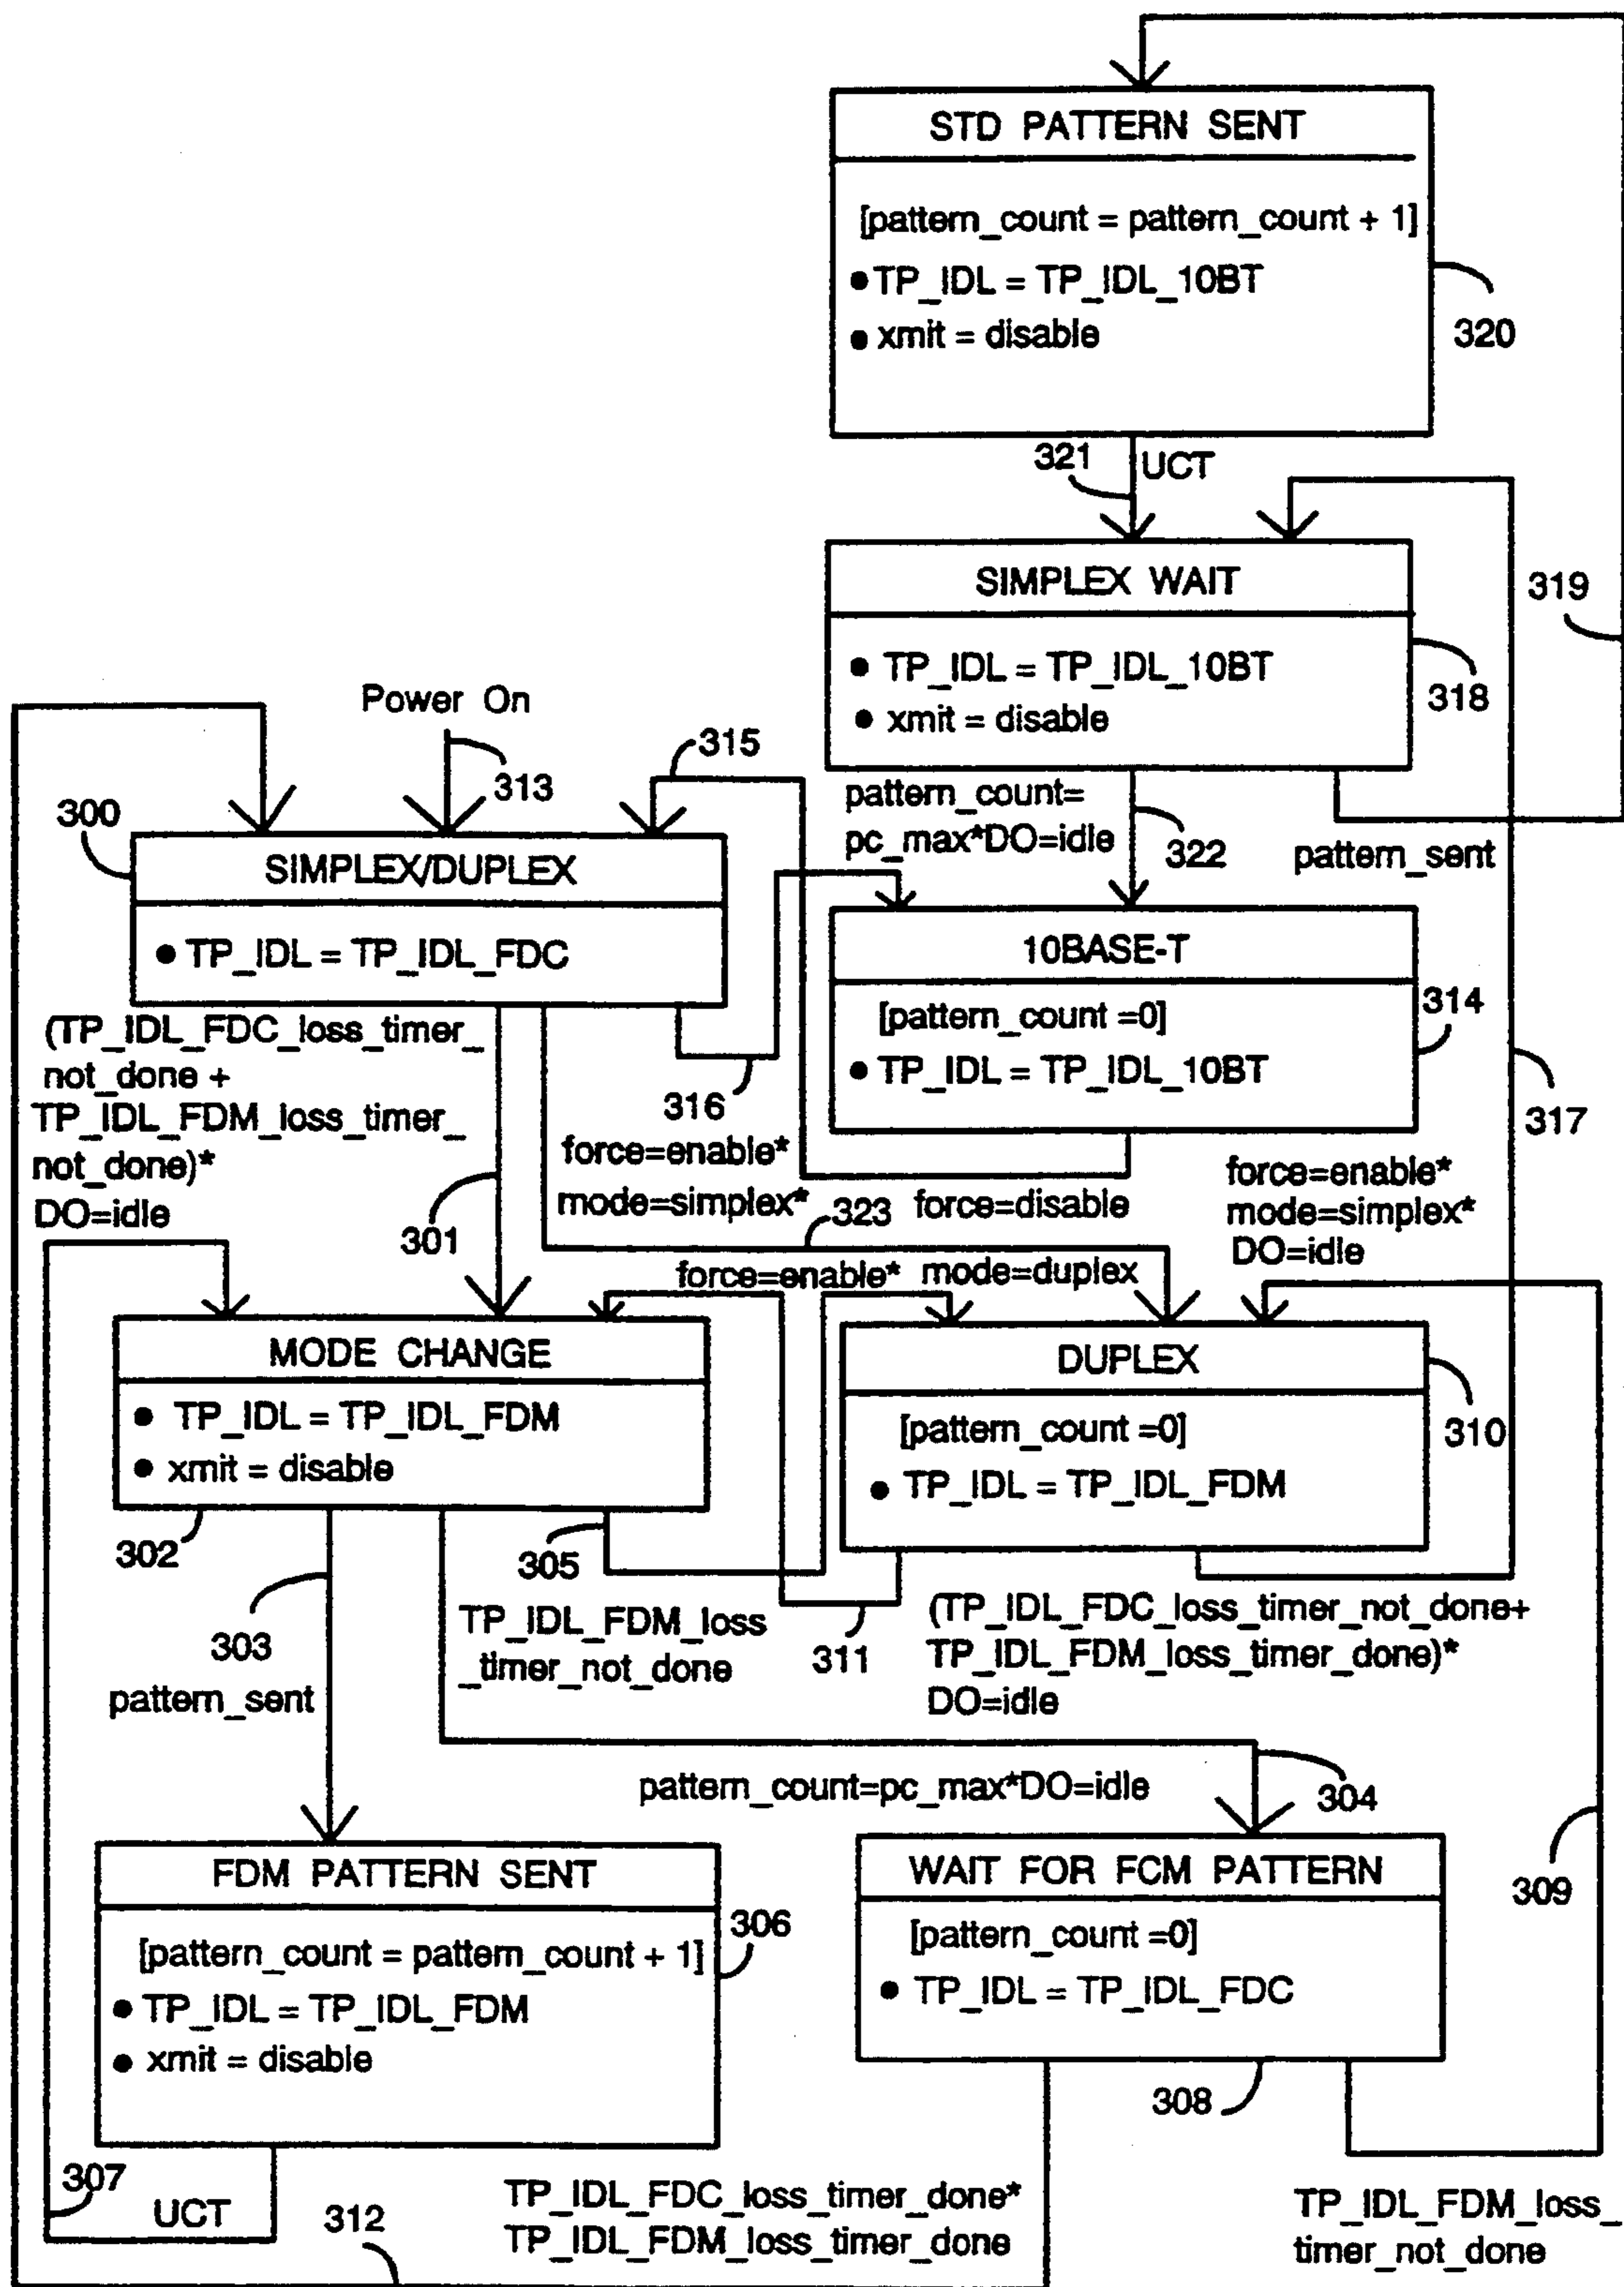 STD PATTERN SENT
[pattern_count = pattern_count + 1]
TP_IDL = TP_IDL_10BT
xmit = disable
320
321
UCT
SIMPLEX WAIT
TP_IDL = TP_IDL_10BT
xmit = disable
318
319
Power On
313
315
pattern_count=
pc_max*DO=idle
322
pattern_sent
300
SIMPLEX/DUPLEX
TP_IDL = TP_IDL_FDC
10BASE-T
[pattern_count =0]
TP_IDL = TP_IDL_10BT
314
(TP_IDL_FDC_loss_timer_
not_done +
TP_IDL_FDM_loss_timer_
not_done)*
DO=idle
301
316
force=enable*
mode=simplex*
323
force=disable
317
force=enable*
mode=simplex*
DO=idle
force=enable*
mode=duplex
MODE CHANGE
TP_IDL = TP_IDL_FDM
xmit = disable
302
DUPLEX
[pattern_count =0]
TP_IDL = TP_IDL_FDM
310
303
pattern_sent
305
TP_IDL_FDM_loss
_timer_not_done
311
(TP_IDL_FDC_loss_timer_not_done+
TP_IDL_FDM_loss_timer_done)*
DO=idle
pattern_count=pc_max*DO=idle
304
309
FDM PATTERN SENT
[pattern_count = pattern_count + 1]
TP_IDL = TP_IDL_FDM
xmit = disable
306
WAIT FOR FCM PATTERN
[pattern_count =0]
TP_IDL = TP_IDL_FDC
308
307
UCT
312
TP_IDL_FDC_loss_timer_done*
TP_IDL_FDM_loss_timer_done
TP_IDL_FDM_loss_
timer_not_done